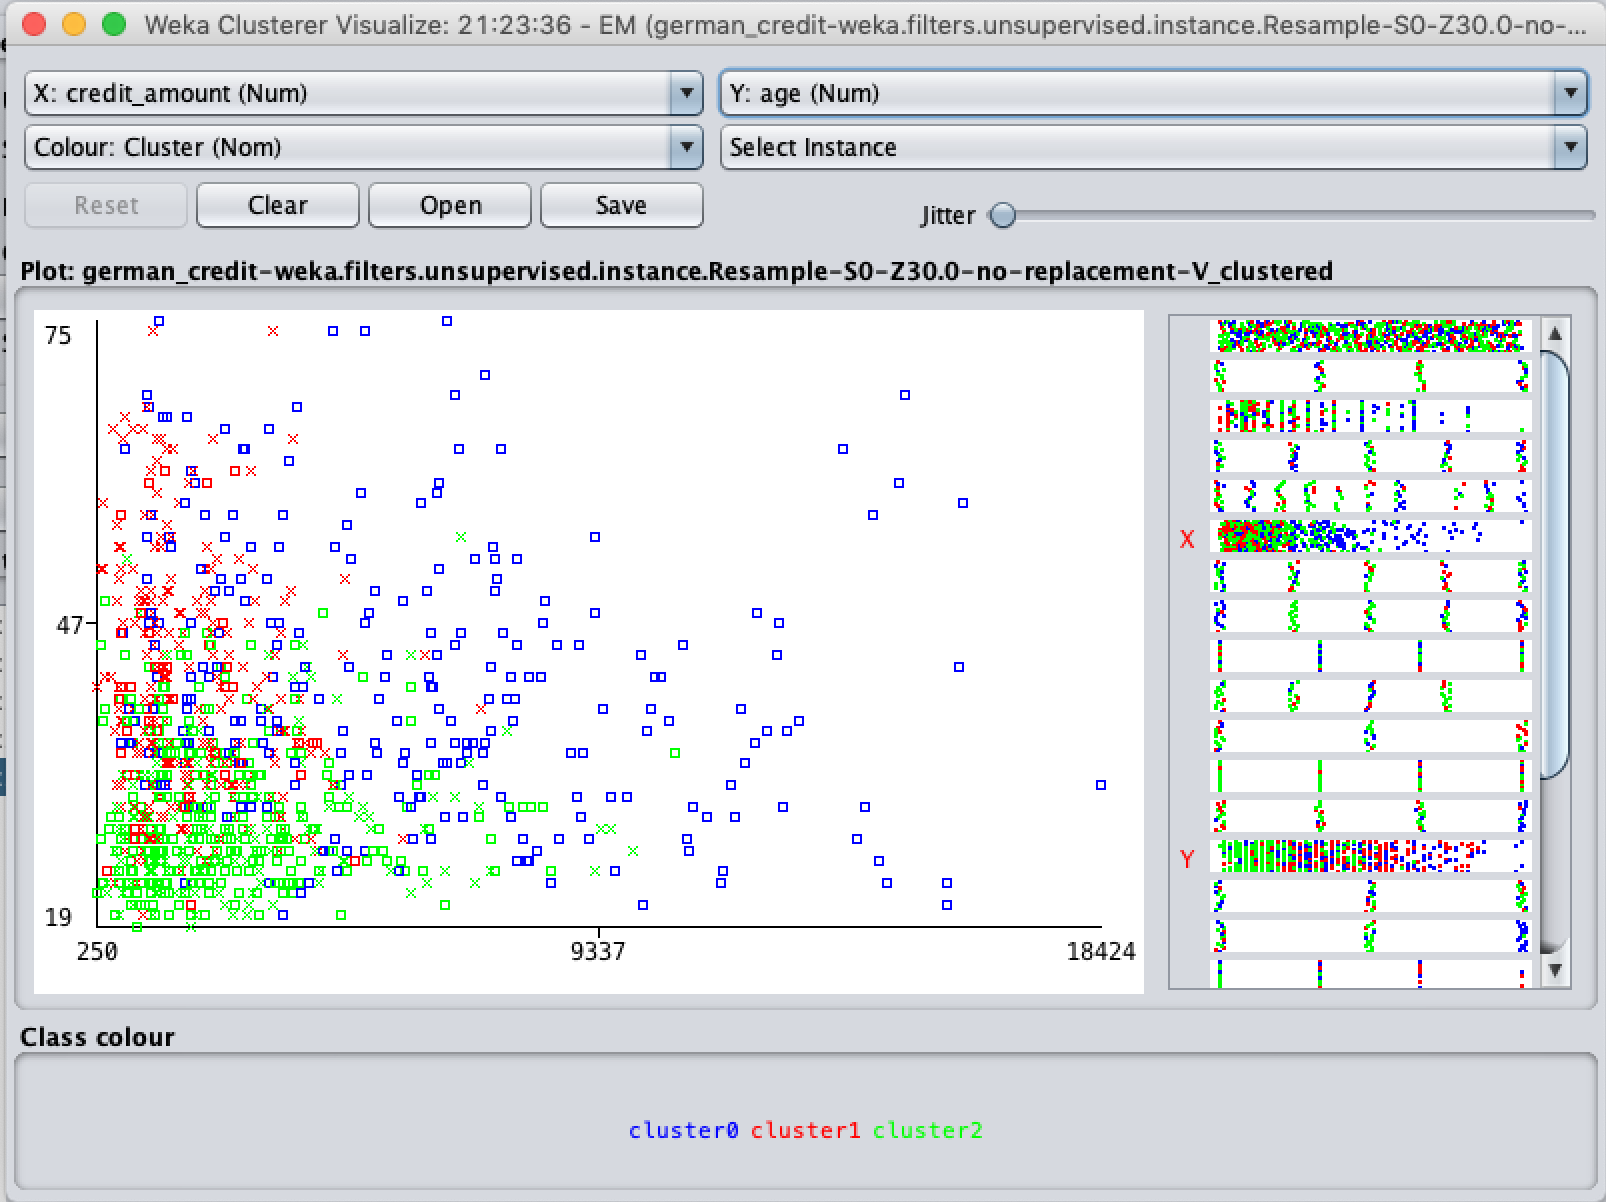 Weka Clusterer Visualize: 21:23:36 - EM (german_credit-weka.filters.unsupervised.instance.Resample-S0-Z30.0-no-...
X: credit_amount (Num)
Y: age (Num)
Colour: Cluster (Nom)
Select Instance
Reset
Clear
Open
Save
Jitter
Plot: german_credit-weka.filters.unsupervised.instance.Resample-S0-Z30.0-no-replacement-V_clustered
75
47
19
250
9337
18424
X
Y
Class colour
cluster0 cluster1 cluster2